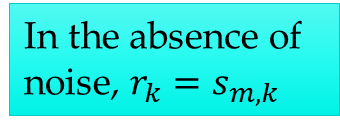 In the absence of
noise, $r_k = s_{m,k}$